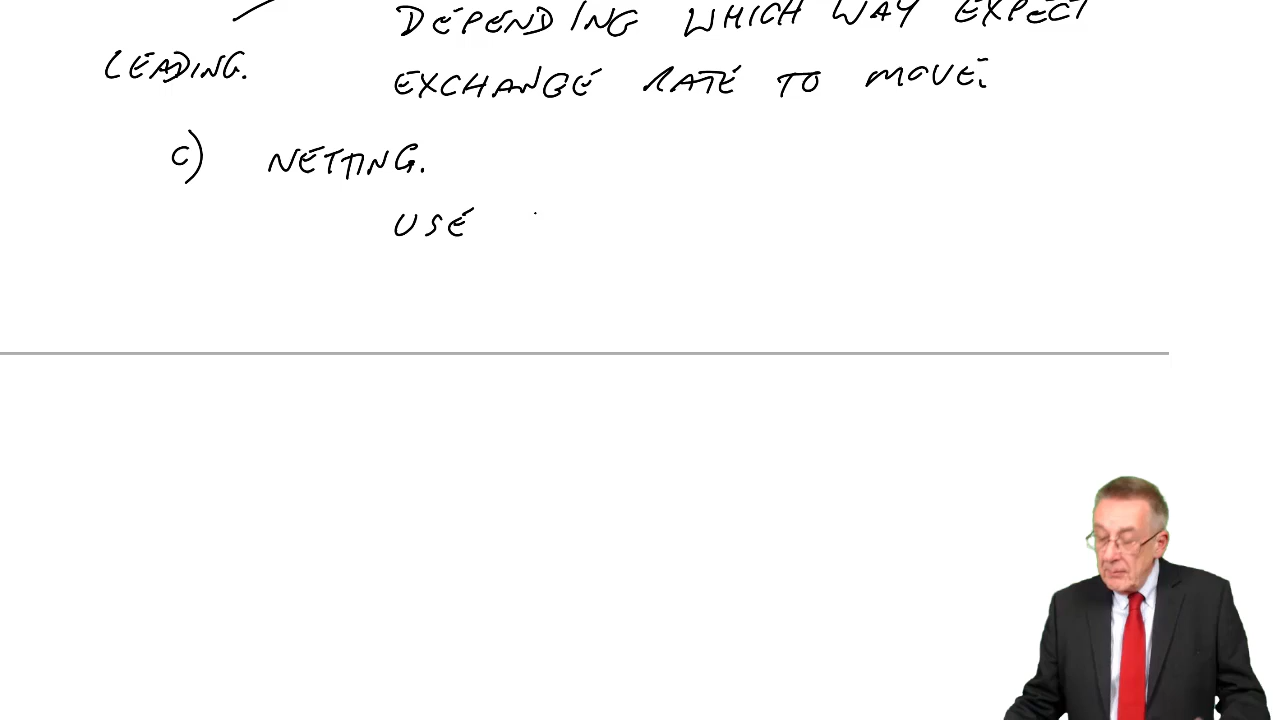 DEPENDING WHICH WAY EXPECT
LEADING.
EXCHANGE RATE TO MOVE.
C) NETTING.
USE